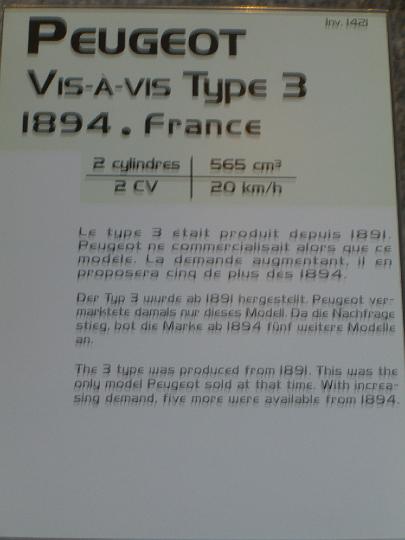 Inv. 1421
PEUGEOT
VIS-À-VIS Type 3
1894. France
2 cylindres 565 cm³
2 CV 20 km/h
Le type 3 était produit depuis 1891.
Peugeot ne commercialisait alors que ce
modèle. La demande augmentant, il en
proposera cinq de plus dès 1894.
Der Typ 3 wurde ab 1891 hergestellt. Peugeot ver-
marktete damals nur dieses Modell. Da die Nachfrage
stieg, bot die Marke ab 1894 fünf weitere Modelle
an.
The 3 type was produced from 1891. This was the
only model Peugeot sold at that time. With increa-
sing demand, five more were available from 1894.